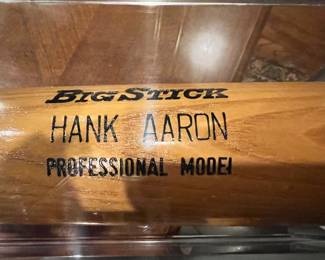 BIG STICK
HANK AARON
PROFESSIONAL MODEL